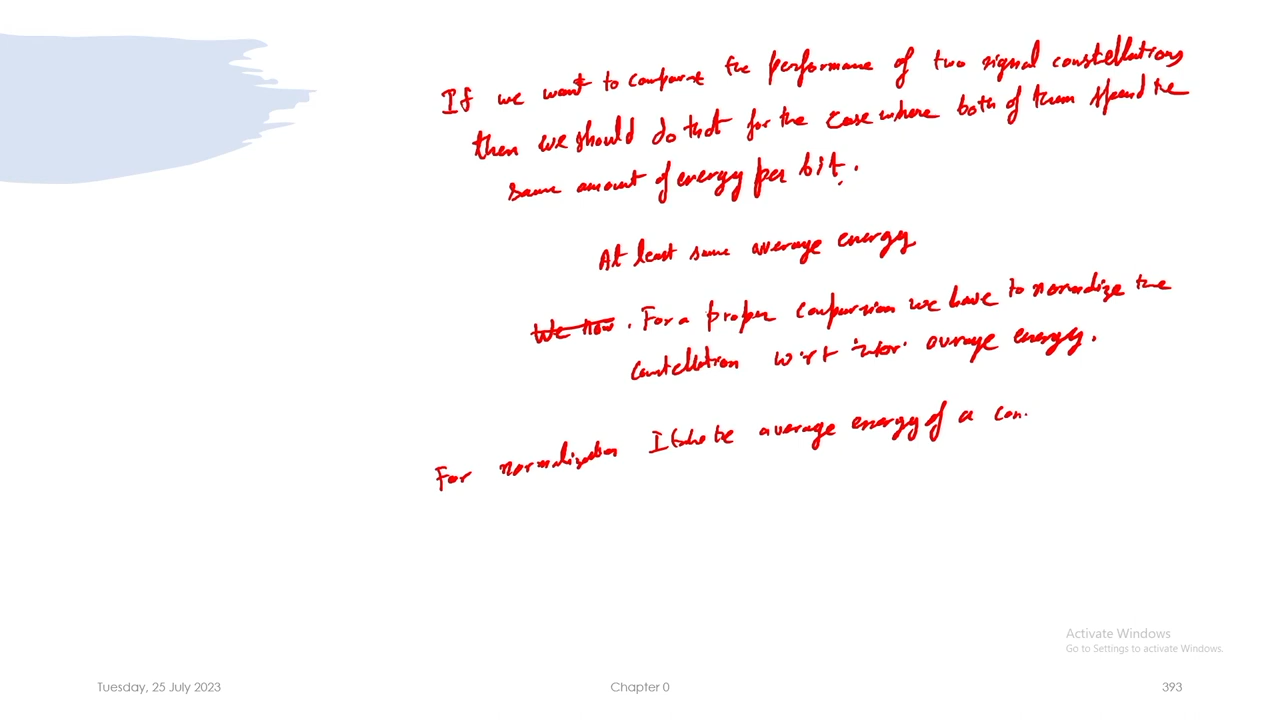 If we want to compare the performance of two signal constellations
then we should do that for the case where both of them spend the
same amount of energy per bit.
At least same average energy
We now . For a proper comparison we have to normalize the
constellation w.r.t average energy.
For normalization take average energy of a con.
Activate Windows
Go to Settings to activate Windows.
Tuesday, 25 July 2023
Chapter 0
393